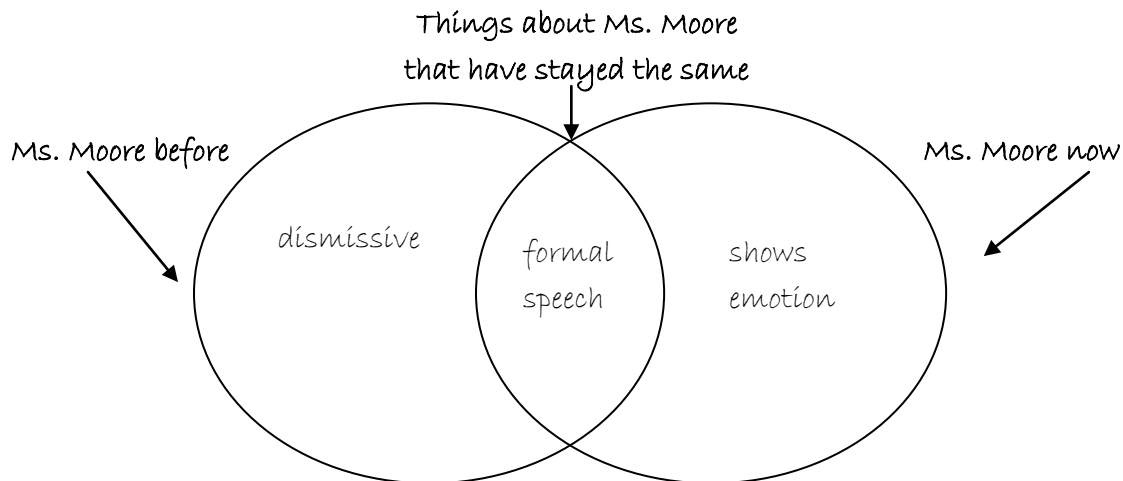 Things about Ms. Moore
that have stayed the same
Ms. Moore before
Ms. Moore now
dismissive
formal
speech
shows
emotion